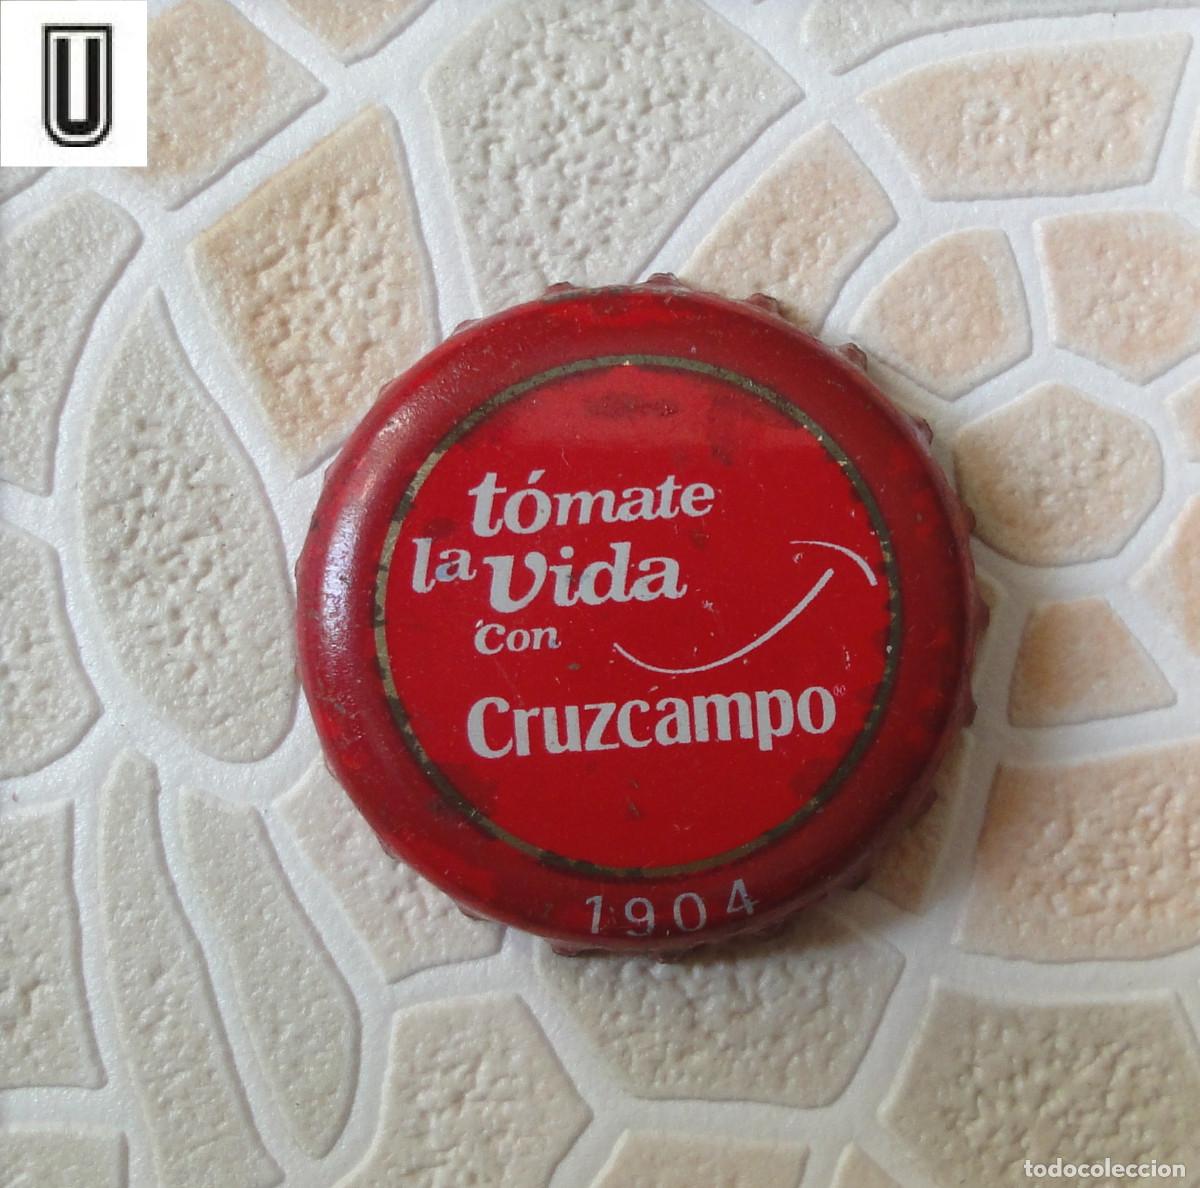 U
tómate
la vida
con
Cruzcampo
1904
todocoleccion